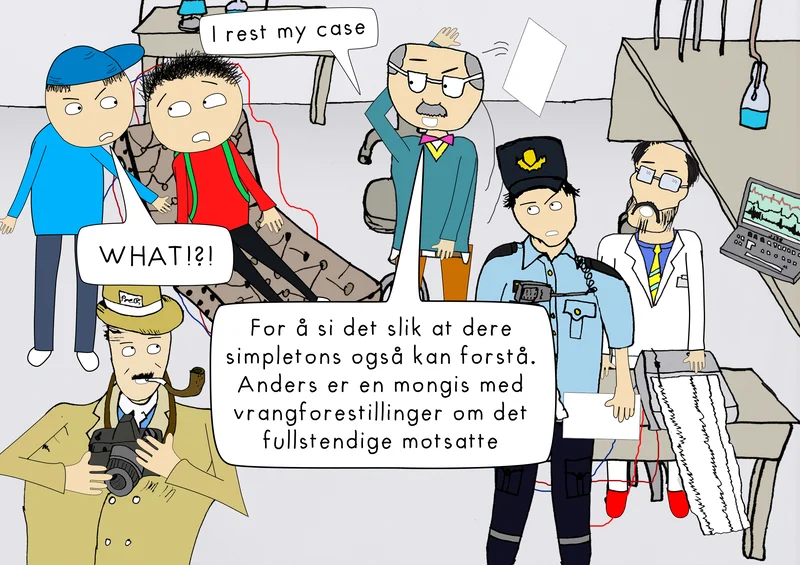 I rest my case
WHAT!?!
Press
For å si det slik at dere
simpletons også kan forstå.
Anders er en mongis med
vrangforestillinger om det
fullstendige motsatte